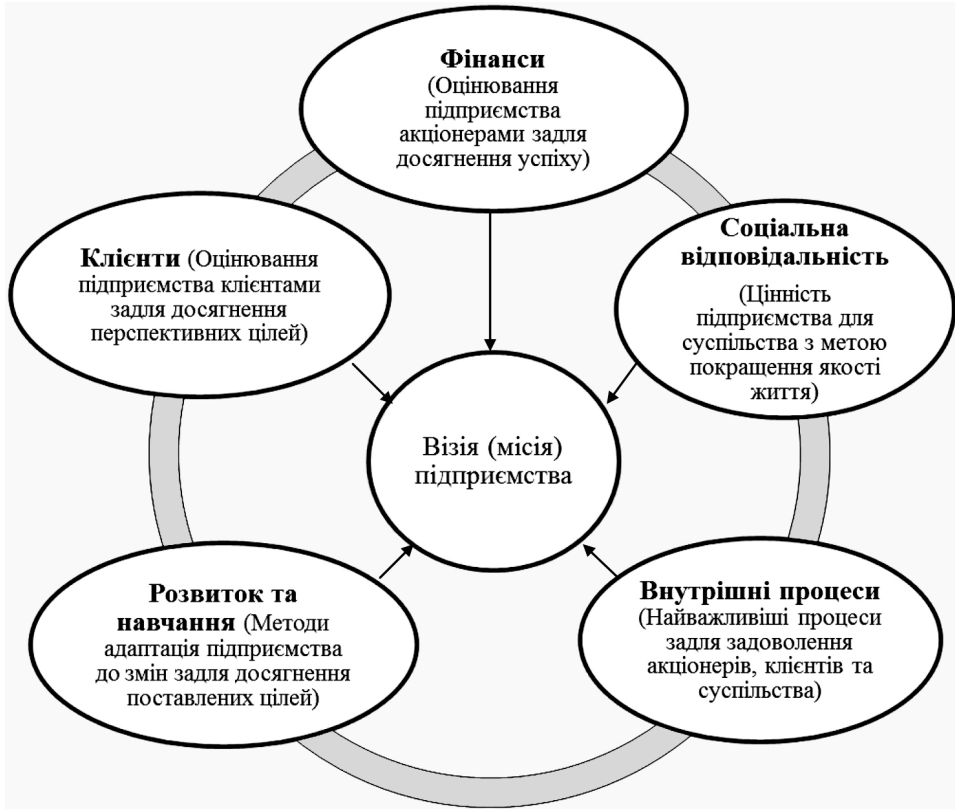 Фінанси
(Оцінювання
підприємства
акціонерами задля
досягнення успіху)
Клієнти (Оцінювання
підприємства клієнтами
задля досягнення
перспективних цілей)
Соціальна
відповідальність
(Цінність
підприємства для
суспільства з метою
покращення якості
життя)
Візія (місія)
підприємства
Розвиток та
навчання (Методи
адаптація підприємства
до змін задля досягнення
поставлених цілей)
Внутрішні процеси
(Найважливіші процеси
задля задоволення
акціонерів, клієнтів та
суспільства)